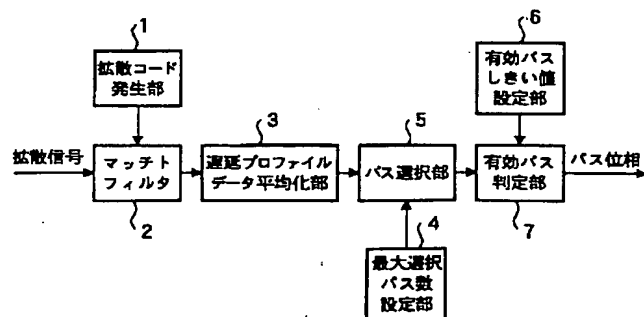 1
拡散コード
発生部
拡散信号
マッチト
フィルタ
2
3
遅延プロファイル
データ平均化部
5
パス選択部
4
最大選択
パス数
設定部
6
有効パス
しきい値
設定部
有効パス
判定部
7
パス位相